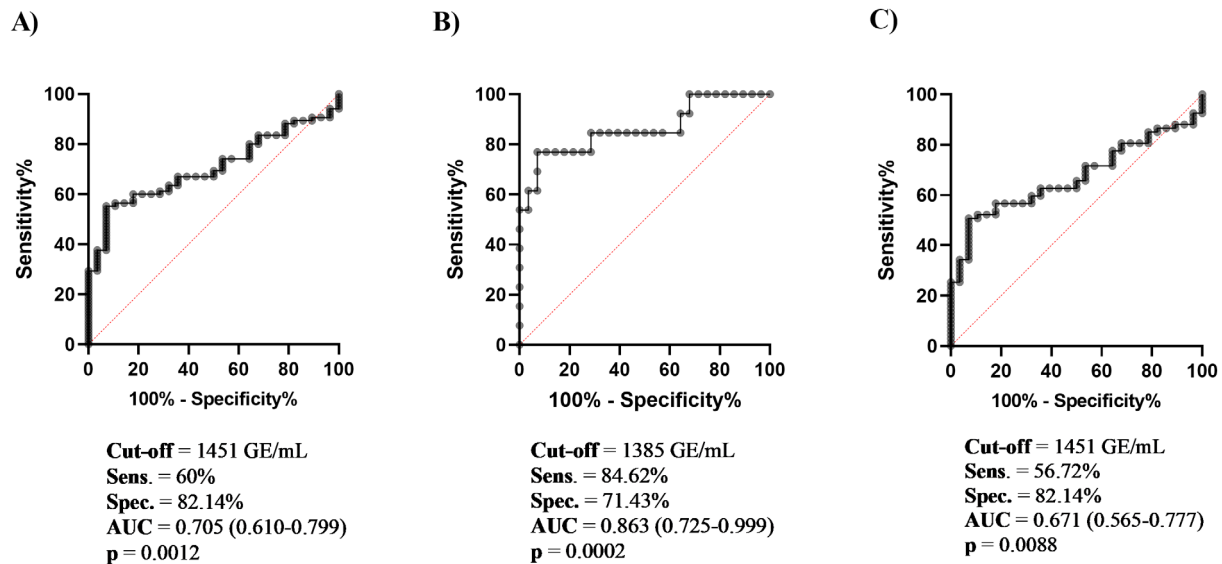 A)
B)
C)
Sensitivity%
100
80
60
40
20
0
0 20 40 60 80 100
100% - Specificity%
Cut-off = 1451 GE/mL
Sens. = 60%
Spec. = 82.14%
AUC = 0.705 (0.610-0.799)
p = 0.0012
Sensitivity%
100
80
60
40
20
0
0 20 40 60 80 100
100% - Specificity%
Cut-off = 1385 GE/mL
Sens. = 84.62%
Spec. = 71.43%
AUC = 0.863 (0.725-0.999)
p = 0.0002
Sensitivity%
100
80
60
40
20
0
0 20 40 60 80 100
100% - Specificity%
Cut-off = 1451 GE/mL
Sens. = 56.72%
Spec. = 82.14%
AUC = 0.671 (0.565-0.777)
p = 0.0088